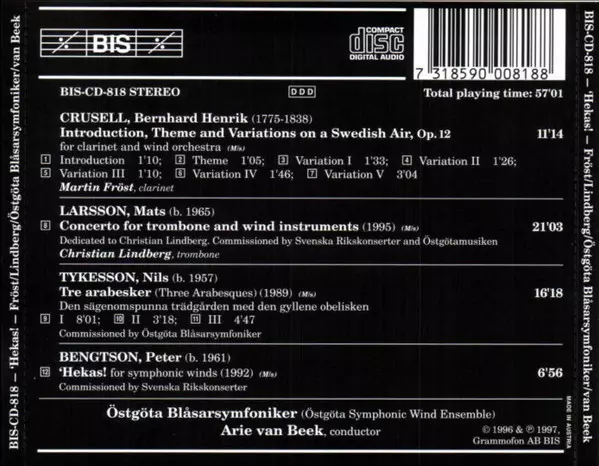 BIS-CD-818 — 'Hekas! — Fröst/Lindberg/Östgöta Blåsarsymfoniker/van Beek
BIS
COMPACT
disc
DIGITAL AUDIO
7 318590 008188
BIS-CD-818 STEREO
DDD
Total playing time: 57'01
CRUSELL, Bernhard Henrik (1775-1838)
Introduction, Theme and Variations on a Swedish Air, Op. 12 11'14
for clarinet and wind orchestra (M/s)
1 Introduction 1'10; 2 Theme 1'05; 3 Variation I 1'33; 4 Variation II 1'26;
5 Variation III 1'10; 6 Variation IV 1'46; 7 Variation V 3'04
Martin Fröst, clarinet
LARSSON, Mats (b. 1965)
8 Concerto for trombone and wind instruments (1995) (M/s) 21'03
Dedicated to Christian Lindberg. Commissioned by Svenska Rikskonserter and Östgötamusiken
Christian Lindberg, trombone
TYKESSON, Nils (b. 1957)
Tre arabesker (Three Arabesques) (1989) (M/s) 16'18
Den sägenomspunna trädgården med den gyllene obelisken
9 I 8'01; 10 II 3'18; 11 III 4'47
Commissioned by Östgöta Blåsarsymfoniker
BENGTSON, Peter (b. 1961)
12 'Hekas! for symphonic winds (1992) (M/s) 6'56
Commissioned by Svenska Rikskonserter
Östgöta Blåsarsymfoniker (Östgöta Symphonic Wind Ensemble)
Arie van Beek, conductor
© 1996 & ℗ 1997,
Grammofon AB BIS
MADE IN AUSTRIA
BIS-CD-818 — 'Hekas! — Fröst/Lindberg/Östgöta Blåsarsymfoniker/van Beek